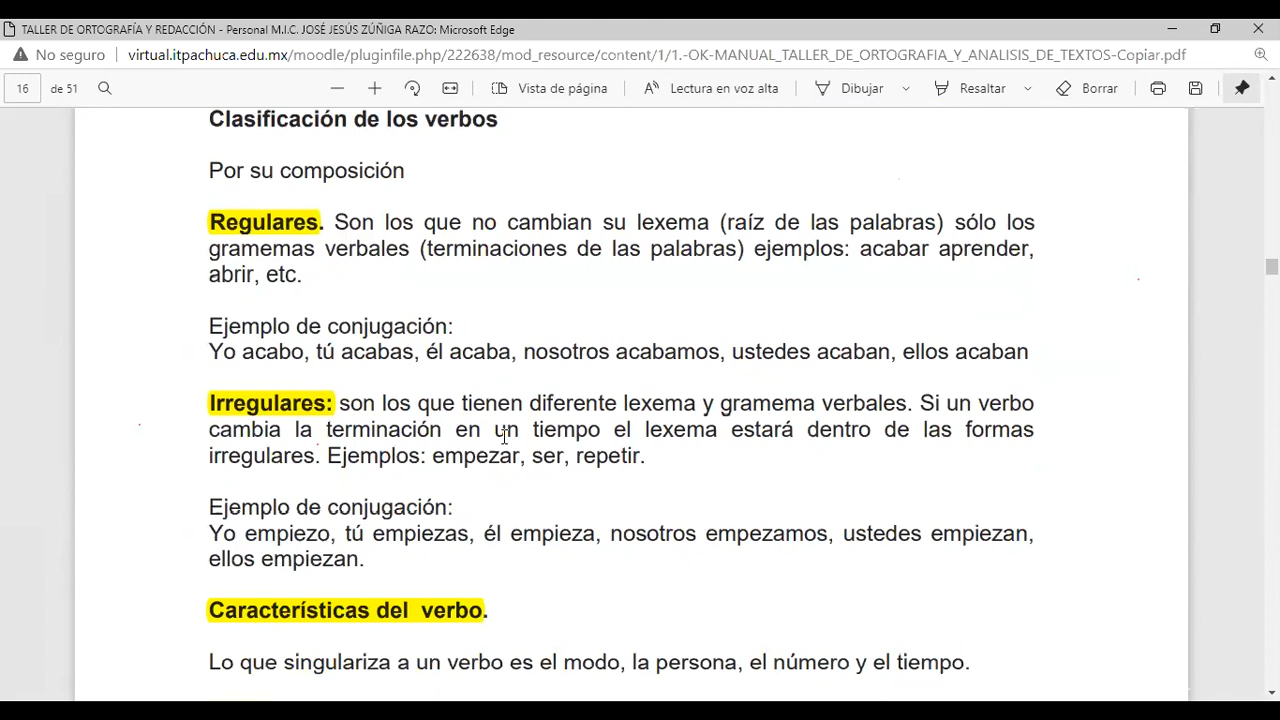 TALLER DE ORTOGRAFÍA Y REDACCIÓN - Personal M.I.C. JOSÉ JESÚS ZÚÑIGA RAZO: Microsoft Edge
No seguro virtual.itpachuca.edu.mx/moodle/pluginfile.php/222638/mod_resource/content/1/1.-OK-MANUAL_TALLER_DE_ORTOGRAFIA_Y_ANALISIS_DE_TEXTOS-Copiar.pdf
16 de 51 Vista de página Lectura en voz alta Dibujar Resaltar Borrar
Clasificación de los verbos
Por su composición
Regulares. Son los que no cambian su lexema (raíz de las palabras) sólo los
gramemas verbales (terminaciones de las palabras) ejemplos: acabar aprender,
abrir, etc.
Ejemplo de conjugación:
Yo acabo, tú acabas, él acaba, nosotros acabamos, ustedes acaban, ellos acaban
Irregulares: son los que tienen diferente lexema y gramema verbales. Si un verbo
cambia la terminación en un tiempo el lexema estará dentro de las formas
irregulares. Ejemplos: empezar, ser, repetir.
Ejemplo de conjugación:
Yo empiezo, tú empiezas, él empieza, nosotros empezamos, ustedes empiezan,
ellos empiezan.
Características del verbo.
Lo que singulariza a un verbo es el modo, la persona, el número y el tiempo.